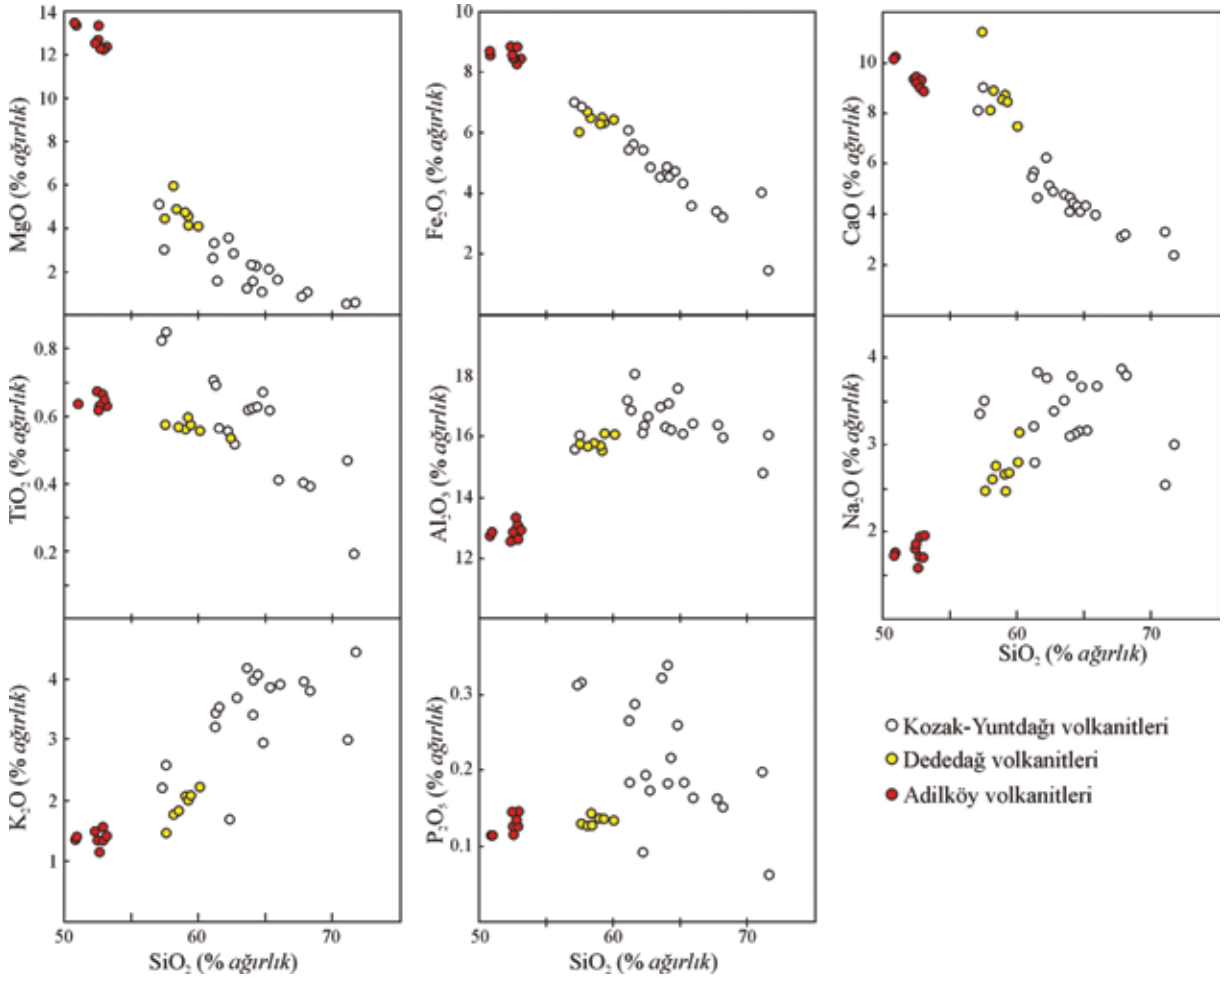 14
12
10
8
6
4
2
MgO (% ağırlık)
10
8
6
4
2
Fe₂O₃ (% ağırlık)
10
8
6
4
2
CaO (% ağırlık)
0.8
0.6
0.4
0.2
TiO₂ (% ağırlık)
18
16
14
12
Al₂O₃ (% ağırlık)
4
3
2
1
Na₂O (% ağırlık)
50 60 70
SiO₂ (% ağırlık)
4
3
2
1
K₂O (% ağırlık)
50 60 70
SiO₂ (% ağırlık)
0.3
0.2
0.1
P₂O₅ (% ağırlık)
50 60 70
SiO₂ (% ağırlık)
Kozak-Yuntdağı volkanitleri
Dededağ volkanitleri
Adilköy volkanitleri